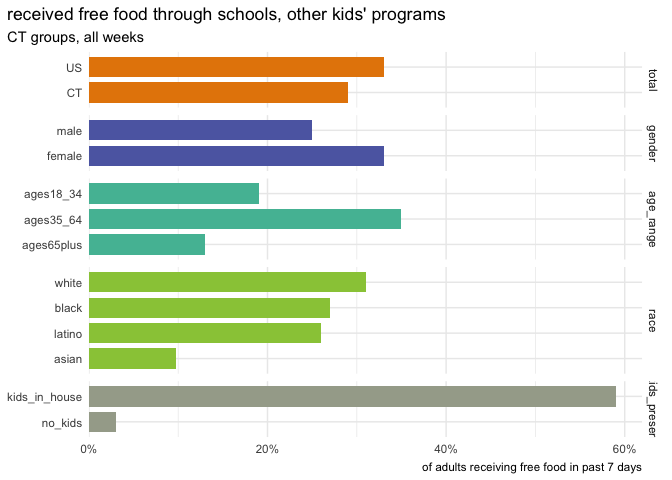 received free food through schools, other kids' programs
CT groups, all weeks
US
CT
total
male
female
gender
ages18_34
ages35_64
ages65plus
age_range
white
black
latino
asian
race
kids_in_house
no_kids
ids_preser
0%
20%
40%
60%
of adults receiving free food in past 7 days